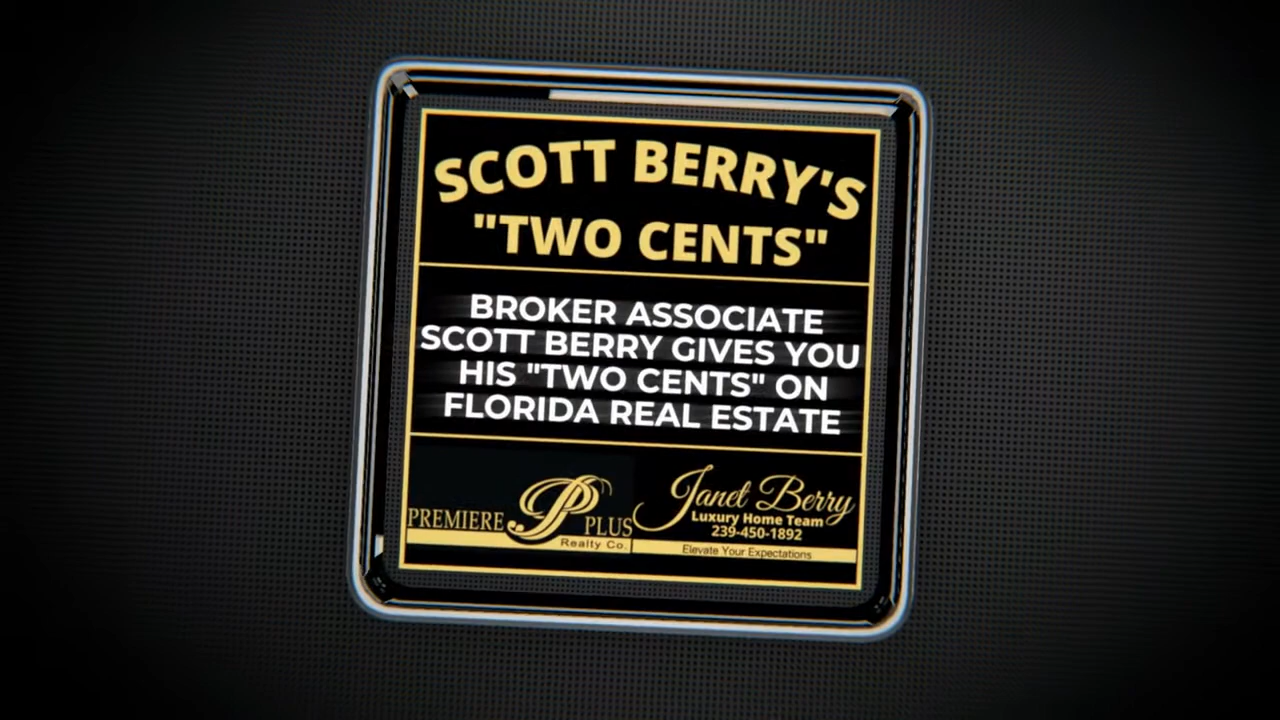 SCOTT BERRY'S
"TWO CENTS"
BROKER ASSOCIATE
SCOTT BERRY GIVES YOU
HIS "TWO CENTS" ON
FLORIDA REAL ESTATE
PREMIERE P PLUS
Realty Co.
Janet Berry
Luxury Home Team
239-450-1892
Elevate Your Expectations